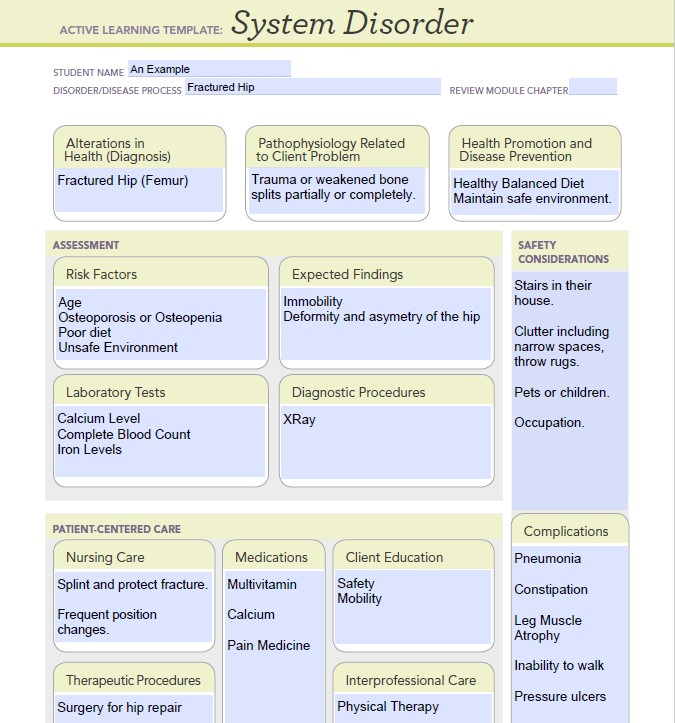 ACTIVE LEARNING TEMPLATE: System Disorder
STUDENT NAME An Example
DISORDER/DISEASE PROCESS Fractured Hip REVIEW MODULE CHAPTER
Alterations in
Health (Diagnosis)
Fractured Hip (Femur)
Pathophysiology Related
to Client Problem
Trauma or weakened bone
splits partially or completely.
Health Promotion and
Disease Prevention
Healthy Balanced Diet
Maintain safe environment.
ASSESSMENT
Risk Factors
Age
Osteoporosis or Osteopenia
Poor diet
Unsafe Environment
Expected Findings
Immobility
Deformity and asymetry of the hip
Laboratory Tests
Calcium Level
Complete Blood Count
Iron Levels
Diagnostic Procedures
XRay
SAFETY
CONSIDERATIONS
Stairs in their
house.
Clutter including
narrow spaces,
throw rugs.
Pets or children.
Occupation.
PATIENT-CENTERED CARE
Nursing Care
Splint and protect fracture.
Frequent position
changes.
Medications
Multivitamin
Calcium
Pain Medicine
Client Education
Safety
Mobility
Therapeutic Procedures
Surgery for hip repair
Interprofessional Care
Physical Therapy
Complications
Pneumonia
Constipation
Leg Muscle
Atrophy
Inability to walk
Pressure ulcers